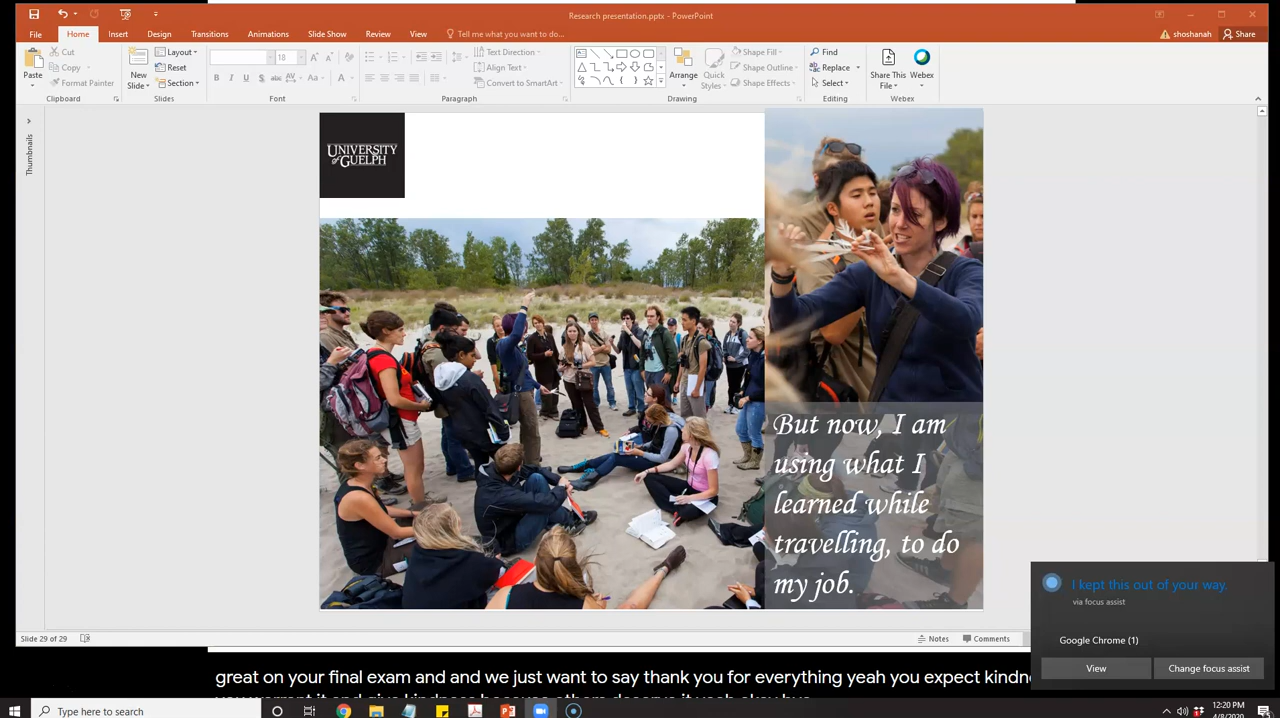 Research presentation.pptx - PowerPoint
File Home Insert Design Transitions Animations Slide Show Review View Tell me what you want to do... shoshanah Share
Paste
Cut
Copy
Format Painter
Clipboard
New
Slide
Layout
Reset
Section
Slides
18
B I U S abc AV Aa A
Font
Paragraph
Text Direction
Align Text
Convert to SmartArt
Arrange
Quick
Styles
Shape Fill
Shape Outline
Shape Effects
Drawing
Find
Replace
Select
Editing
Share This
File
Webex
Webex
Thumbnails
UNIVERSITY
of GUELPH
But now, I am
using what I
learned while
travelling, to do
my job.
I kept this out of your way.
via focus assist
Google Chrome (1)
View Change focus assist
Slide 29 of 29 Notes Comments
great on your final exam and and we just want to say thank you for everything yeah you expect kindne
Type here to search
12:20 PM
4/8/2020